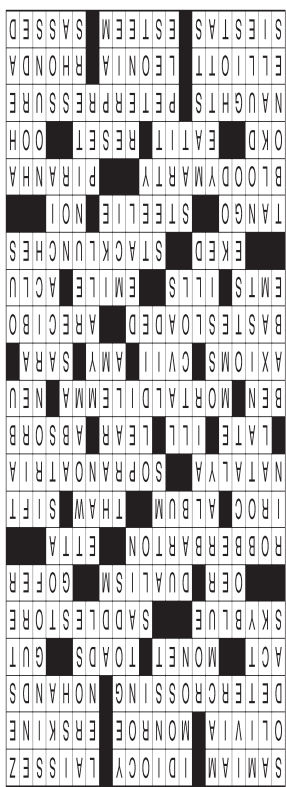 SAMIAM IDIOCY LAISSEZ
OLIVIA MONROE ERSKINE
DETERCROSSING NOHANDS
ACT MONET TOADS GUT
SKYBLUE SADDLESTORE
OER DUALISM GOFER
ROBBERBARTON ETTA
IROC ALBUM THAW SIFT
NATALYA SOPRANOATRIA
LATE ILL LEAR ABSORB
BEN MORTALDILEMMA NEU
AXIOMS CVII AMY SARA
BASTESLOADED ARECIBO
EMTS ILLS EMILE ACLU
EKED STACKLUNCHES
TANGO STEELIE NOI
BLOODYMARTY PIRANHA
OKD EATIT RESET OOH
NAUGHTS PETERPRESSURE
ELLIOTT LEONIA RHONDA
SIESTAS ESTEEM SASSED